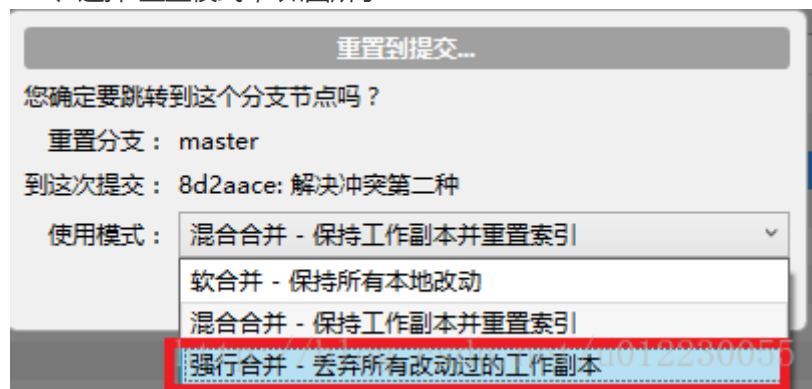 重置到提交...
您确定要跳转到这个分支节点吗？
重置分支： master
到这次提交： 8d2aace: 解决冲突第二种
使用模式： 混合合并 - 保持工作副本并重置索引
软合并 - 保持所有本地改动
混合合并 - 保持工作副本并重置索引
强行合并 - 丢弃所有改动过的工作副本